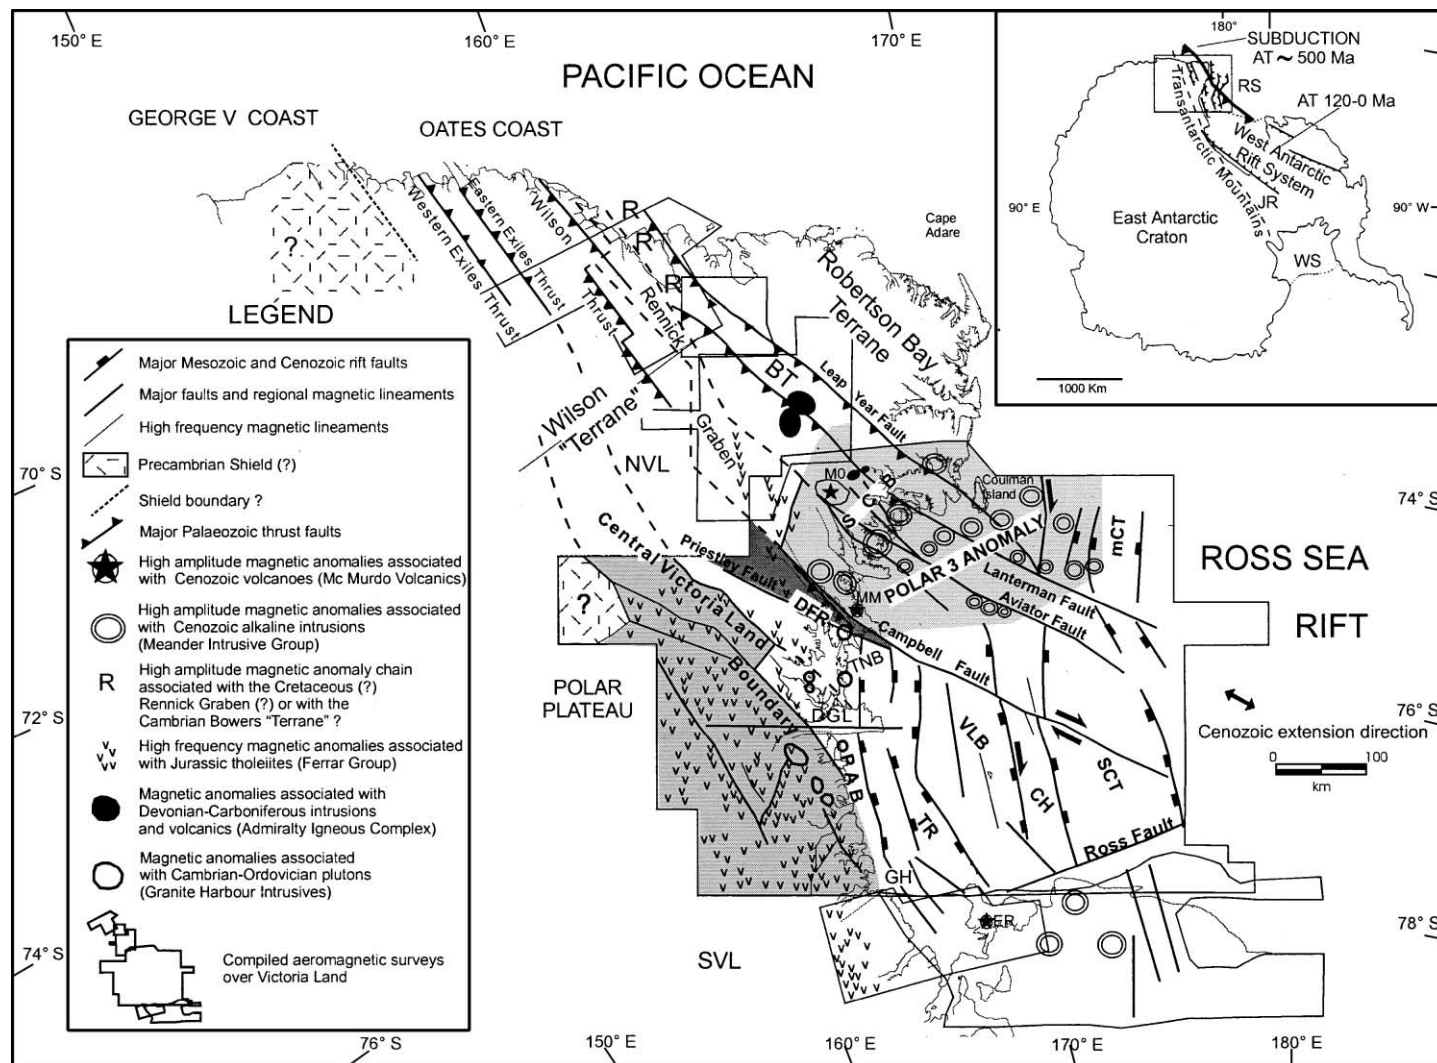 150° E
160°
170° E
PACIFIC OCEAN
GEORGE V COAST
OATES COAST
Western Exiles Thrust
Eastern Exiles Thrust
Wilson
Thrust
R
R
R
Rennick
Graben
Cape
Adare
Robertson Bay
Terrane
BT
Leap
Year Fault
Wilson
"Terrane"
NVL
?
180°
SUBDUCTION
AT ~ 500 Ma
RS
AT 120-0 Ma
Transantarctic Mountains
West Antarctic
Rift System
JR
90° E
90° W
East Antarctic
Craton
WS
1000 Km
LEGEND
Major Mesozoic and Cenozoic rift faults
Major faults and regional magnetic lineaments
High frequency magnetic lineaments
Precambrian Shield (?)
Shield boundary ?
Major Palaeozoic thrust faults
High amplitude magnetic anomalies associated
with Cenozoic volcanoes (Mc Murdo Volcanics)
High amplitude magnetic anomalies associated
with Cenozoic alkaline intrusions
(Meander Intrusive Group)
R
High amplitude magnetic anomaly chain
associated with the Cretaceous (?)
Rennick Graben (?) or with the
Cambrian Bowers "Terrane" ?
High frequency magnetic anomalies associated
with Jurassic tholeiites (Ferrar Group)
Magnetic anomalies associated with
Devonian-Carboniferous intrusions
and volcanics (Admiralty Igneous Complex)
Magnetic anomalies associated
with Cambrian-Ordovician plutons
(Granite Harbour Intrusives)
Compiled aeromagnetic surveys
over Victoria Land
70° S
72° S
74° S
76° S
74° S
76° S
78° S
MO
SCB
Coulman
Island
mCT
POLAR 3 ANOMALY
Lanterman Fault
Aviator Fault
Central Victoria Land
Boundary
Priestley Fault
?
DFR
MM
Campbell Fault
TNB
DGL
POLAR
PLATEAU
ROSS SEA
RIFT
Cenozoic extension direction
0 100
km
VLB
CH
SCT
PAB
TR
Ross Fault
GH
ER
SVL
150° E
160° E
170° E
180° E